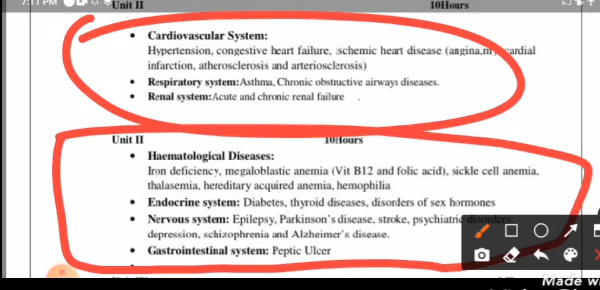 7:11 PM
Unit II 10Hours
• Cardiovascular System:
Hypertension, congestive heart failure, ischemic heart disease (angina,
infarction, atherosclerosis and arteriosclerosis)
• Respiratory system:Asthma, Chronic obstructive airways diseases.
• Renal system:Acute and chronic renal failure .
Unit II 10Hours
• Haematological Diseases:
Iron deficiency, megaloblastic anemia (Vit B12 and folic acid), sickle cell anemia,
thalasemia, hereditary acquired anemia, hemophilia
• Endocrine system: Diabetes, thyroid diseases, disorders of sex hormones
• Nervous system: Epilepsy, Parkinson's disease, stroke, psychiatric disorders:
depression, schizophrenia and Alzheimer's disease.
• Gastrointestinal system: Peptic Ulcer
Made w